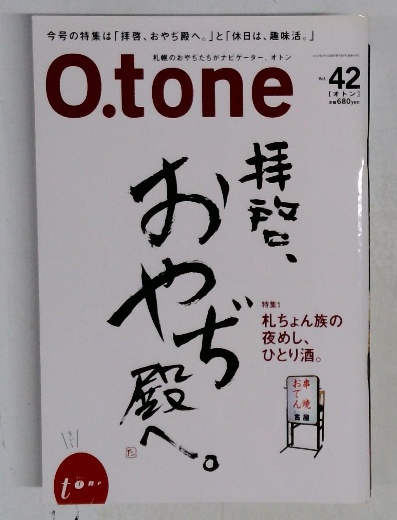 今号の特集は「拝啓、おやぢ殿へ。」と「休日は、趣味活。」
札幌のおやぢたちがナビゲーター、オトン
O.tone
Vol. 42
[オトン]
定価680yen
拝啓、
おやぢ
殿へ。
特集1
札ちょん族の
夜めし、
ひとり酒。
串焼
おでん
tone